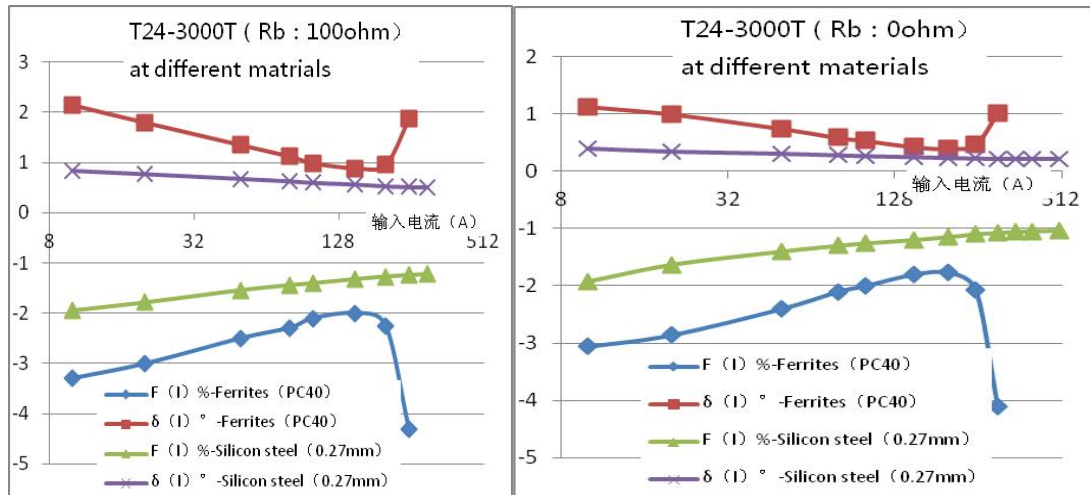 T24-3000T ( Rb : 100ohm）
at different matrials
3
2
1
0
-1
-2
-3
-4
-5
8
32
128
512
输入电流（A）
F（I）%-Ferrites（PC40）
δ（I）° -Ferrites（PC40）
F（I）%-Silicon steel（0.27mm）
δ（I）° -Silicon steel（0.27mm）
T24-3000T ( Rb : 0ohm）
at different materials
2
1
0
-1
-2
-3
-4
-5
8
32
128
512
输入电流（A）
F（I）%-Ferrites（PC40）
δ（I）° -Ferrites（PC40）
F（I）%-Silicon steel（0.27mm）
δ（I）° -Silicon steel（0.27mm）